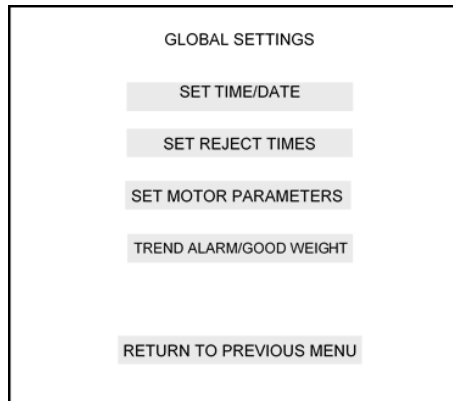 GLOBAL SETTINGS
SET TIME/DATE
SET REJECT TIMES
SET MOTOR PARAMETERS
TREND ALARM/GOOD WEIGHT
RETURN TO PREVIOUS MENU